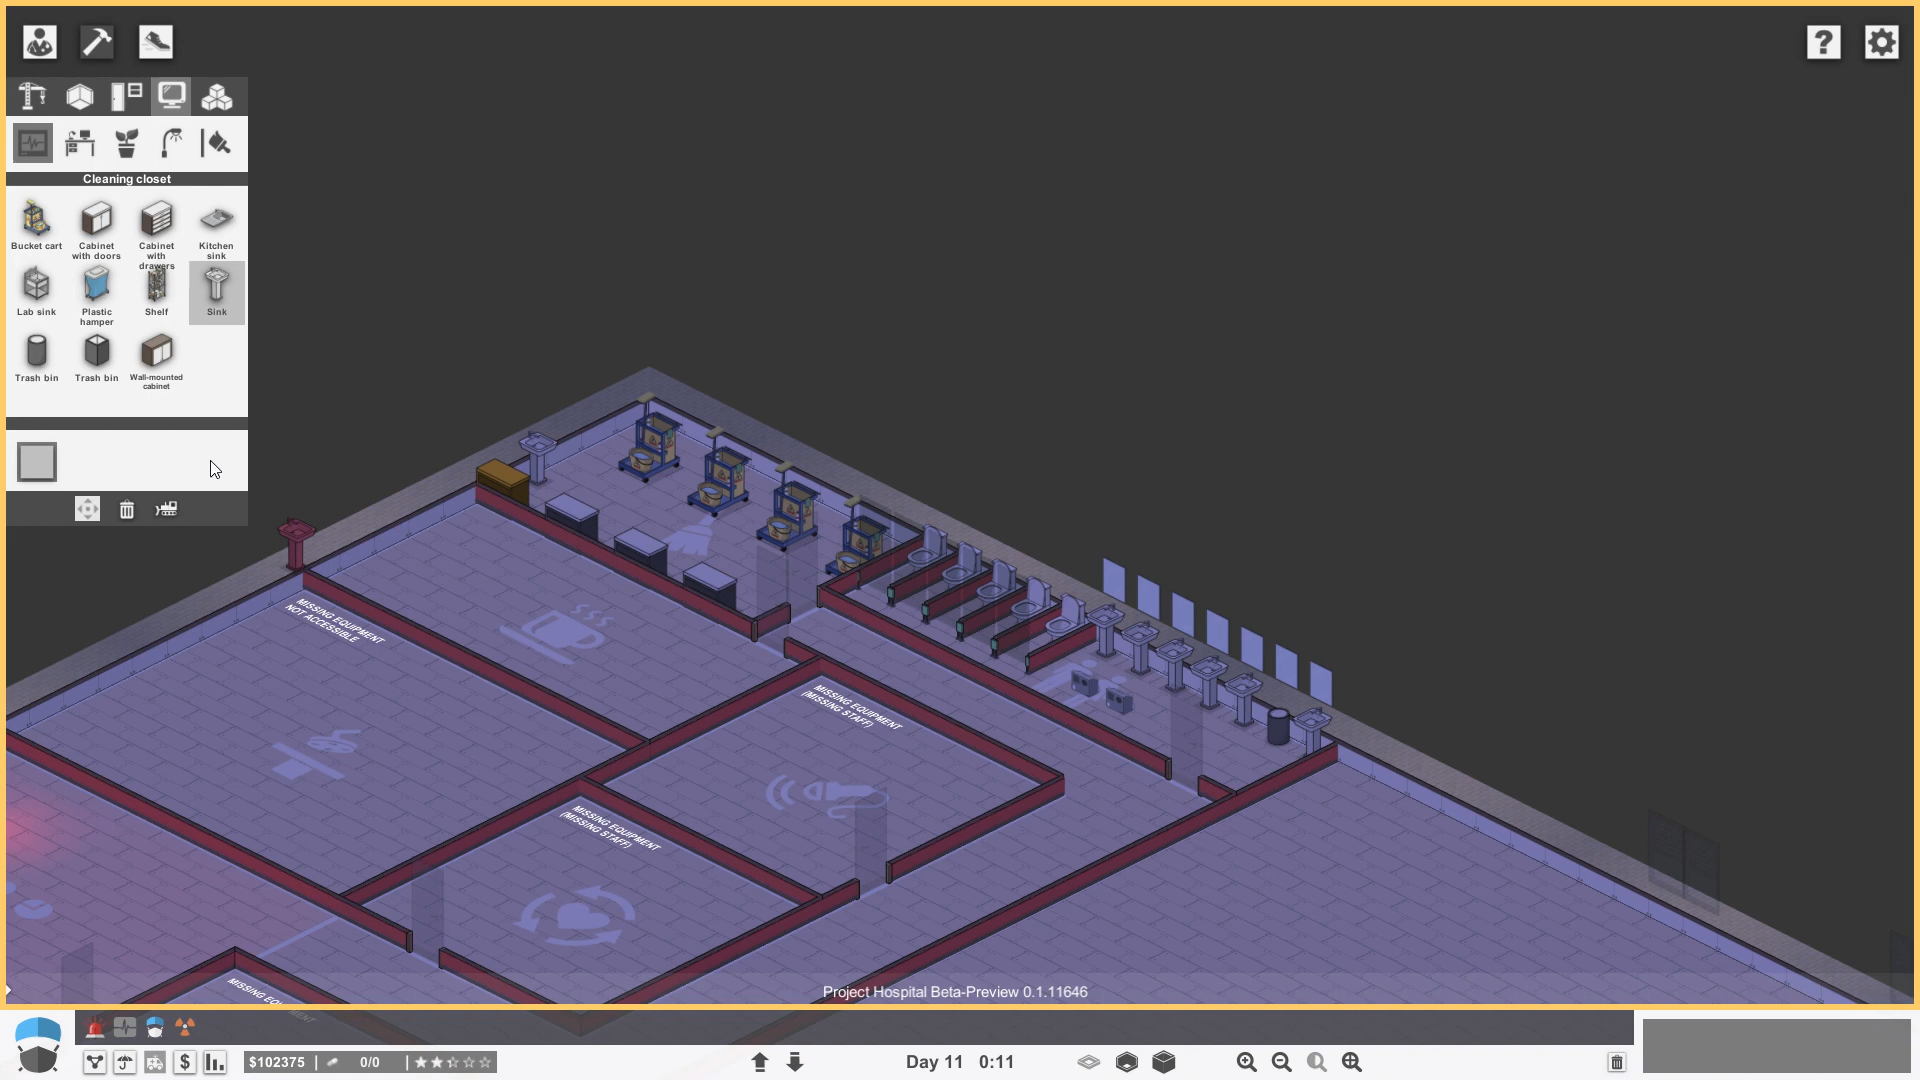 ?
Cleaning closet
Bucket cart
Cabinet with doors
Cabinet with drawers
Kitchen sink
Lab sink
Plastic hamper
Shelf
Sink
Trash bin
Trash bin
Wall-mounted cabinet
MISSING EQUIPMENT
NOT ACCESSIBLE
MISSING EQUIPMENT
(MISSING STAFF)
MISSING EQUIPMENT
(MISSING STAFF)
MISSING EQUIPMENT
Project Hospital Beta-Preview 0.1.11646
$
$102375
0/0
Day 11 0:11